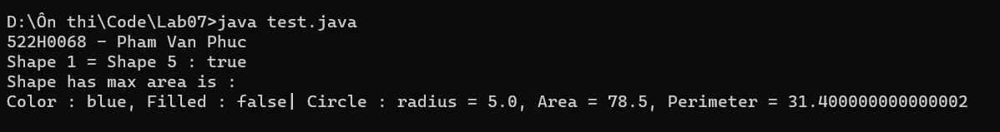 D:\Ôn thi\Code\Lab07>java test.java
522H0068 - Pham Van Phuc
Shape 1 = Shape 5 : true
Shape has max area is :
Color : blue, Filled : false| Circle : radius = 5.0, Area = 78.5, Perimeter = 31.400000000000002